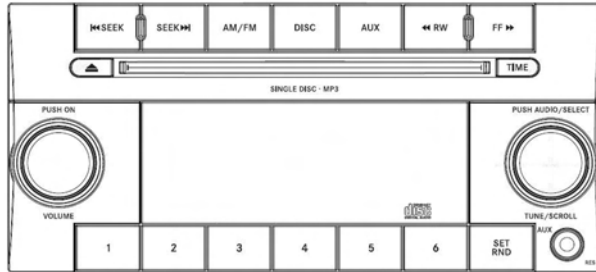 ⏮SEEK SEEK⏭ AM/FM DISC AUX ◀◀ RW FF ▶▶
TIME
SINGLE DISC · MP3
PUSH ON
PUSH AUDIO/SELECT
disc
VOLUME
TUNE/SCROLL
1 2 3 4 5 6 SET RND
AUX